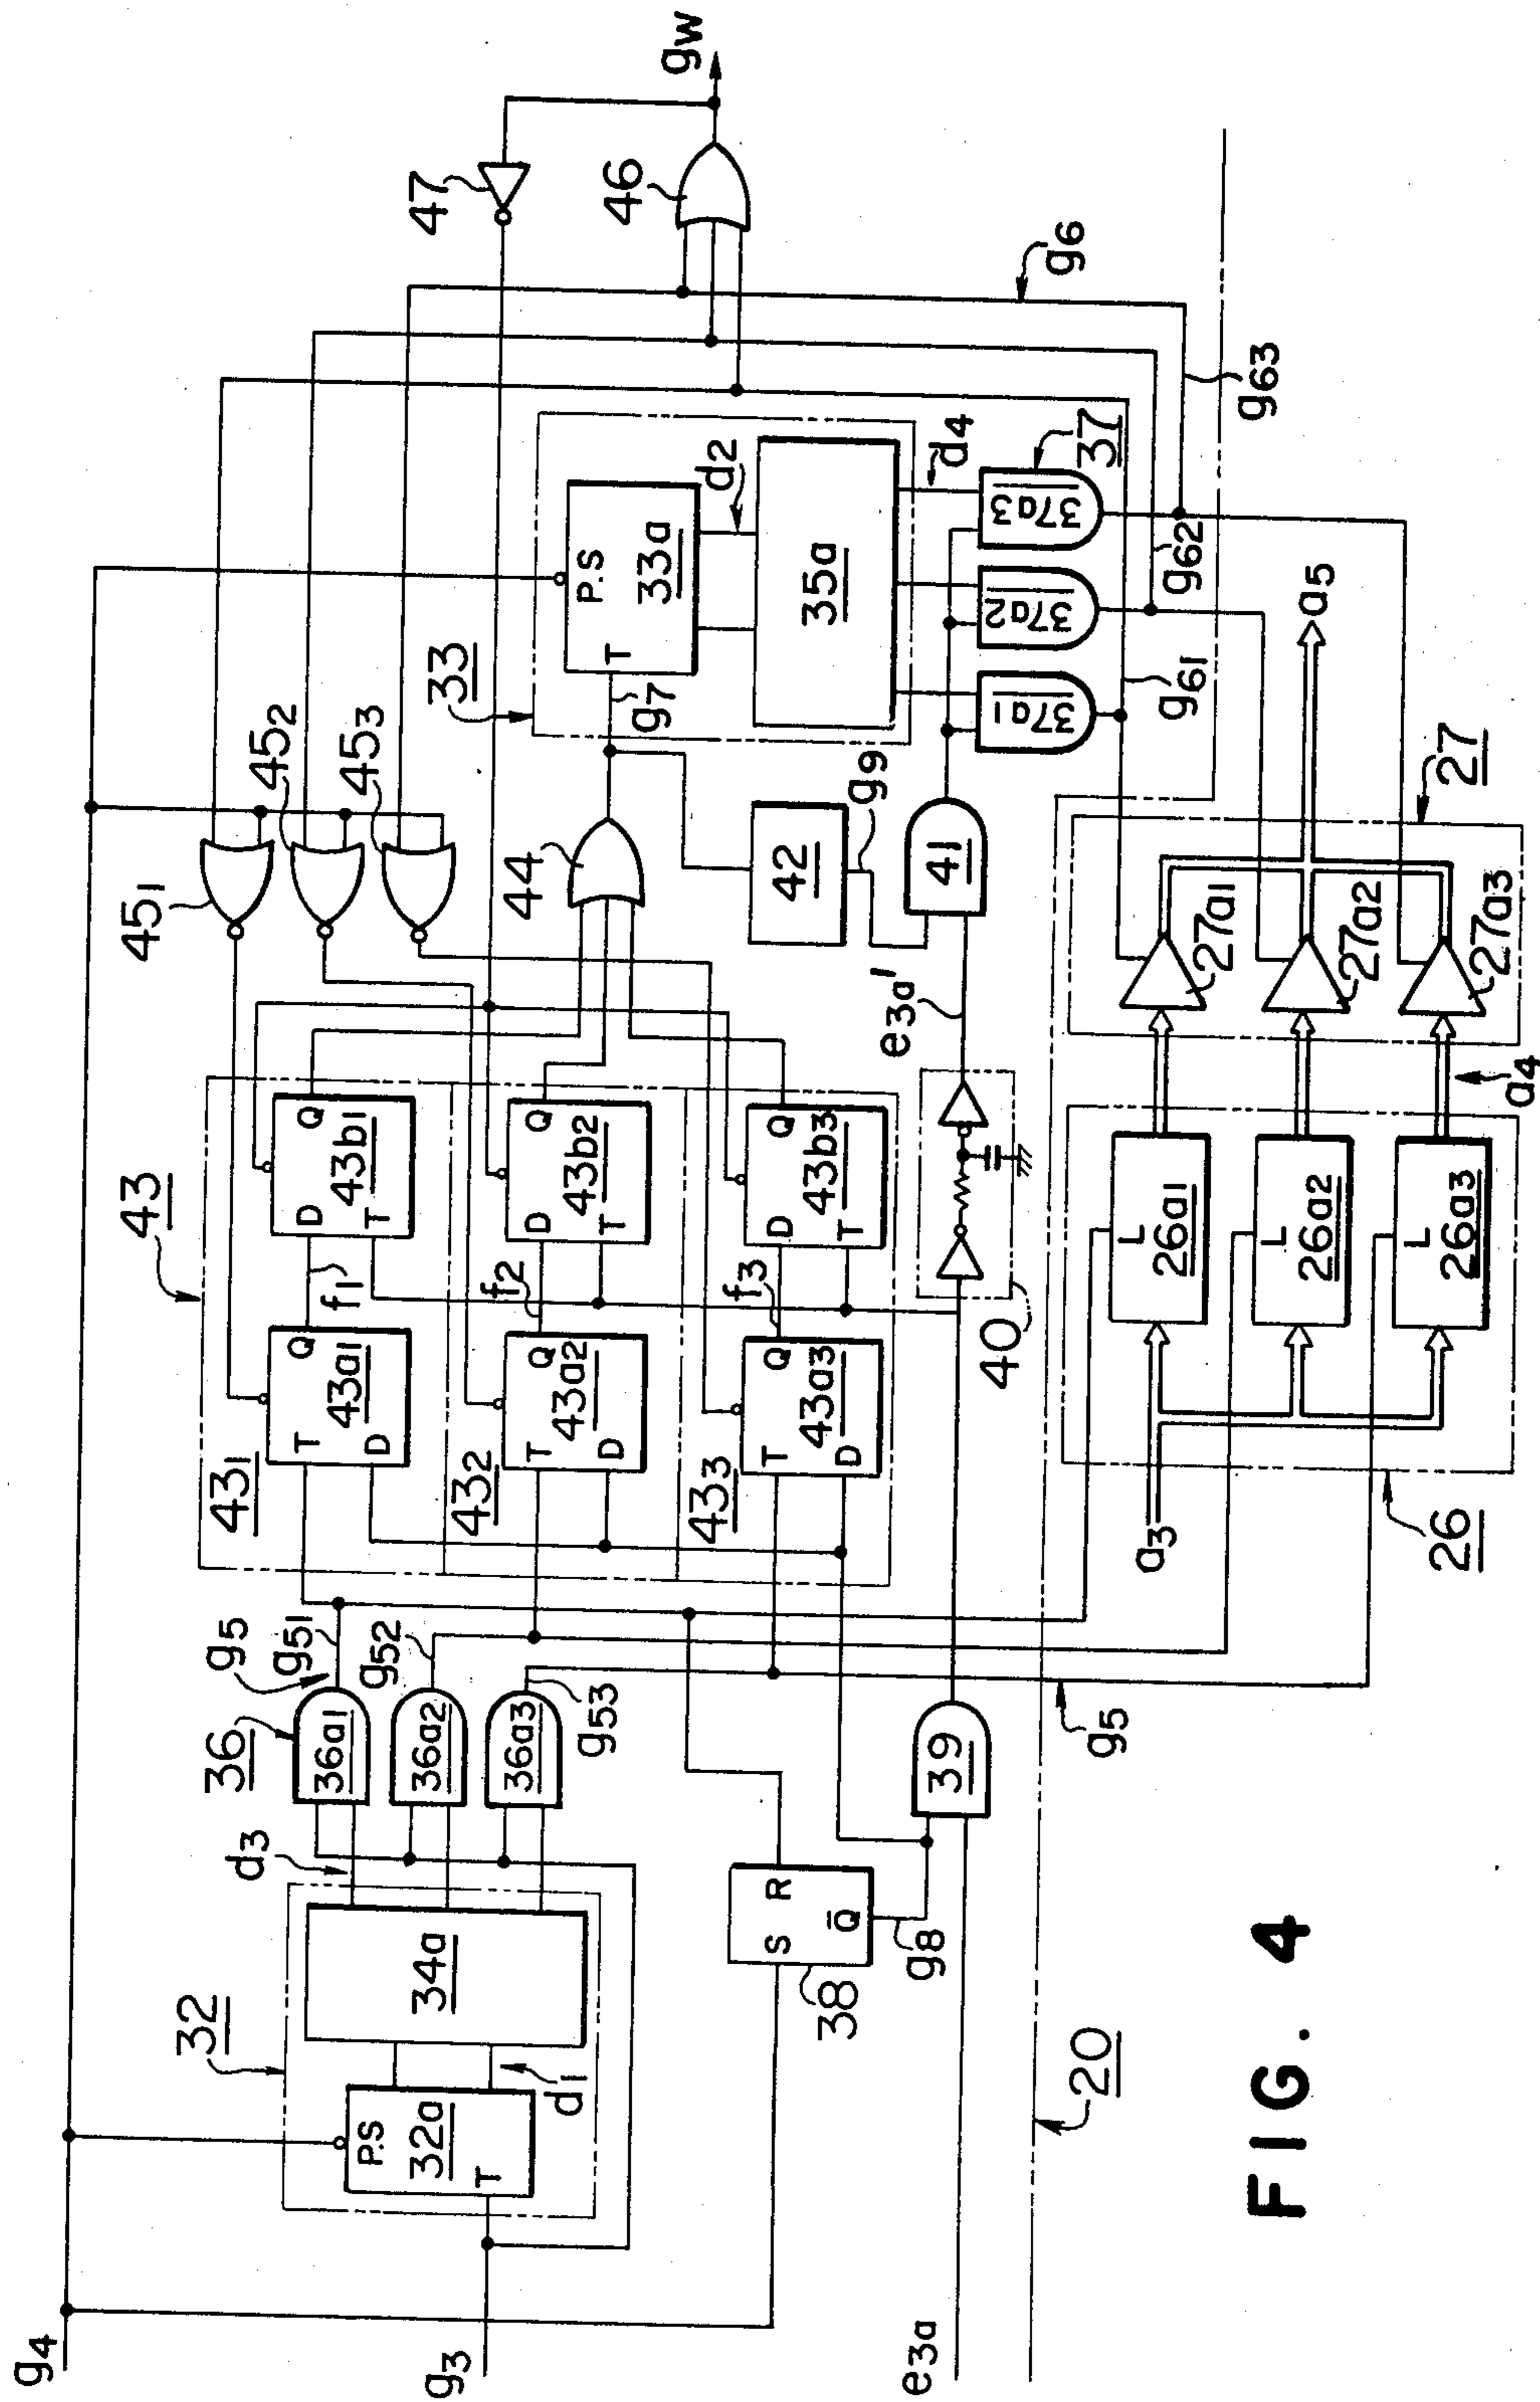 g4
g3
e3a
32
P.S
32a
T
d1
34a
d3
36
36a1
36a2
36a3
g5
g51
g52
g53
S
R
Q̅
38
g8
39
g5
20
43
431
T
D
Q
43a1
f1
D
T
Q
43b1
432
T
D
Q
43a2
f2
D
T
Q
43b2
433
T
D
Q
43a3
f3
D
T
Q
43b3
40
e3a'
451
452
453
44
42
g9
41
g7
33
P.S
T
33a
d2
35a
d4
37
37a1
37a2
37a3
g61
g62
g63
g6
47
46
gw
a3
26
L
26a1
L
26a2
L
26a3
a4
27
27a1
27a2
27a3
a5
FIG. 4